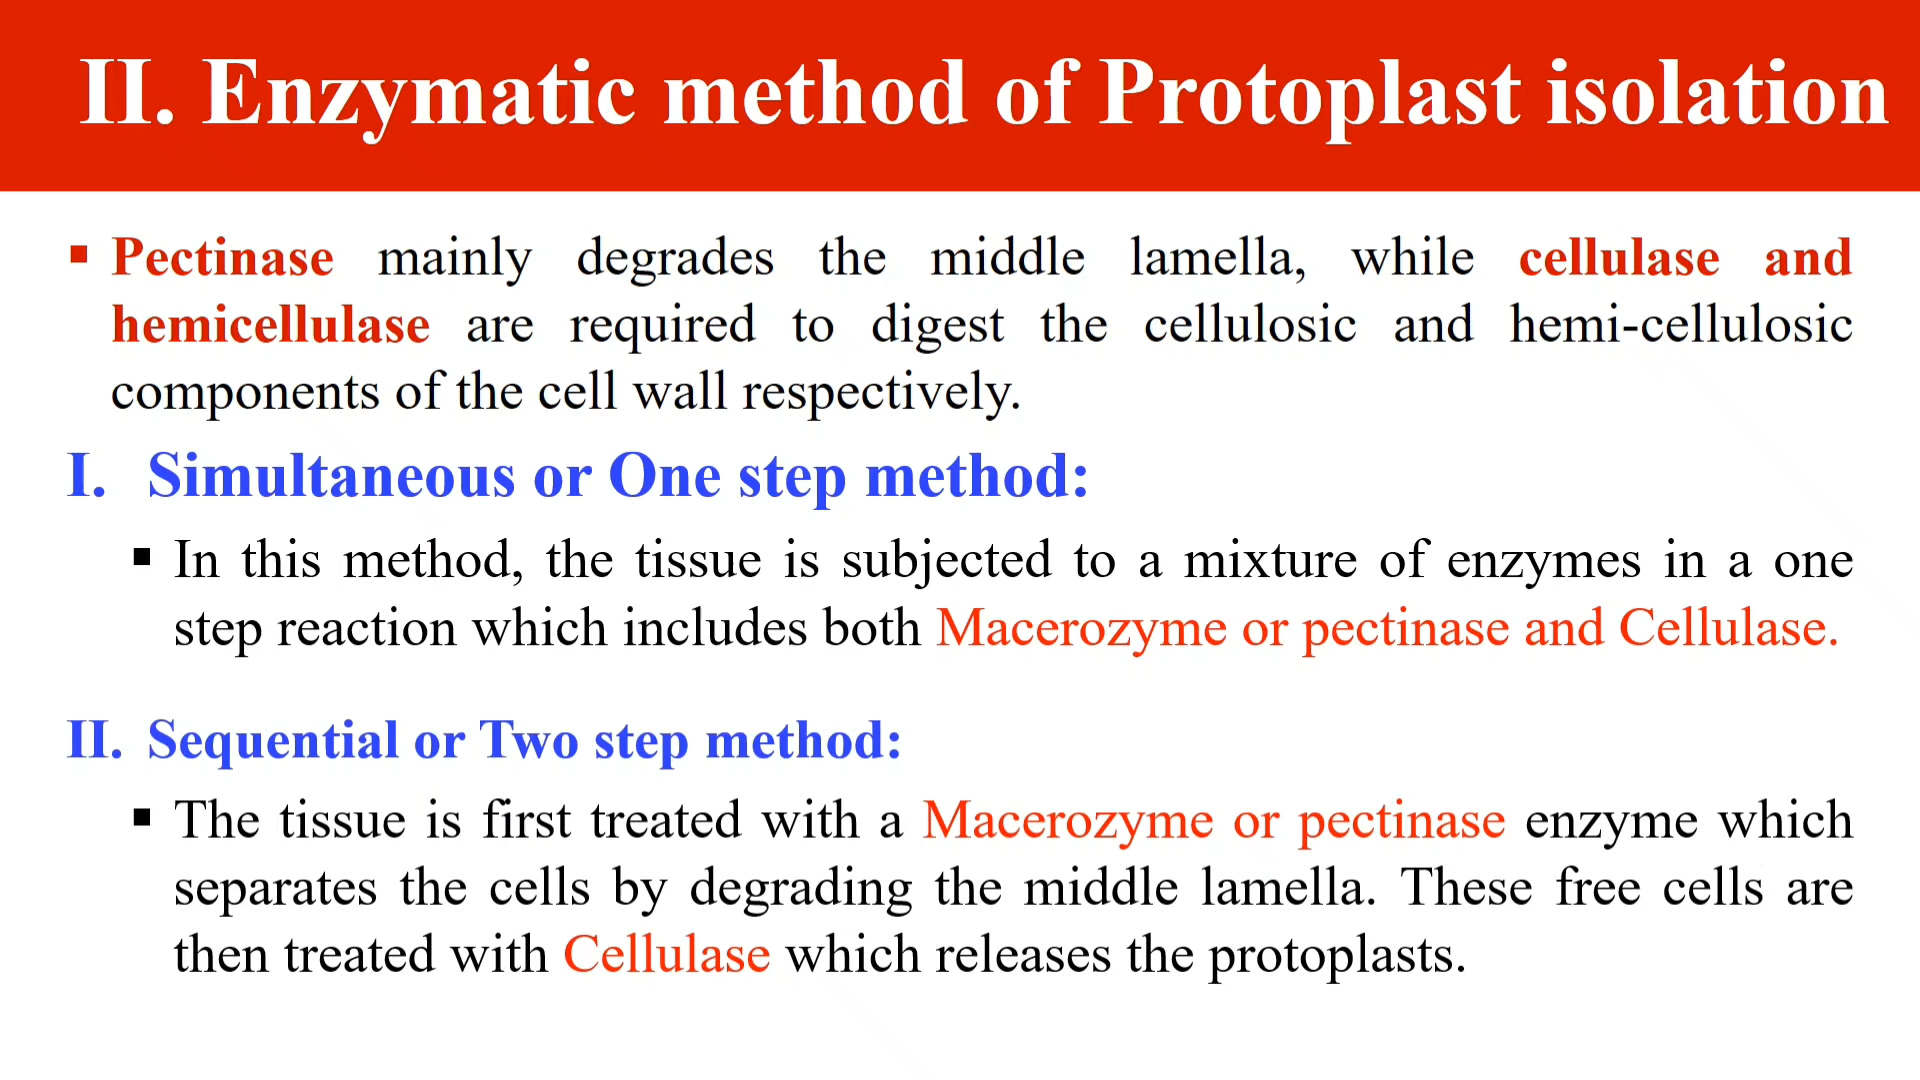 II. Enzymatic method of Protoplast isolation
▪ Pectinase mainly degrades the middle lamella, while cellulase and
hemicellulase are required to digest the cellulosic and hemi-cellulosic
components of the cell wall respectively.
I. Simultaneous or One step method:
▪ In this method, the tissue is subjected to a mixture of enzymes in a one
step reaction which includes both Macerozyme or pectinase and Cellulase.
II. Sequential or Two step method:
▪ The tissue is first treated with a Macerozyme or pectinase enzyme which
separates the cells by degrading the middle lamella. These free cells are
then treated with Cellulase which releases the protoplasts.